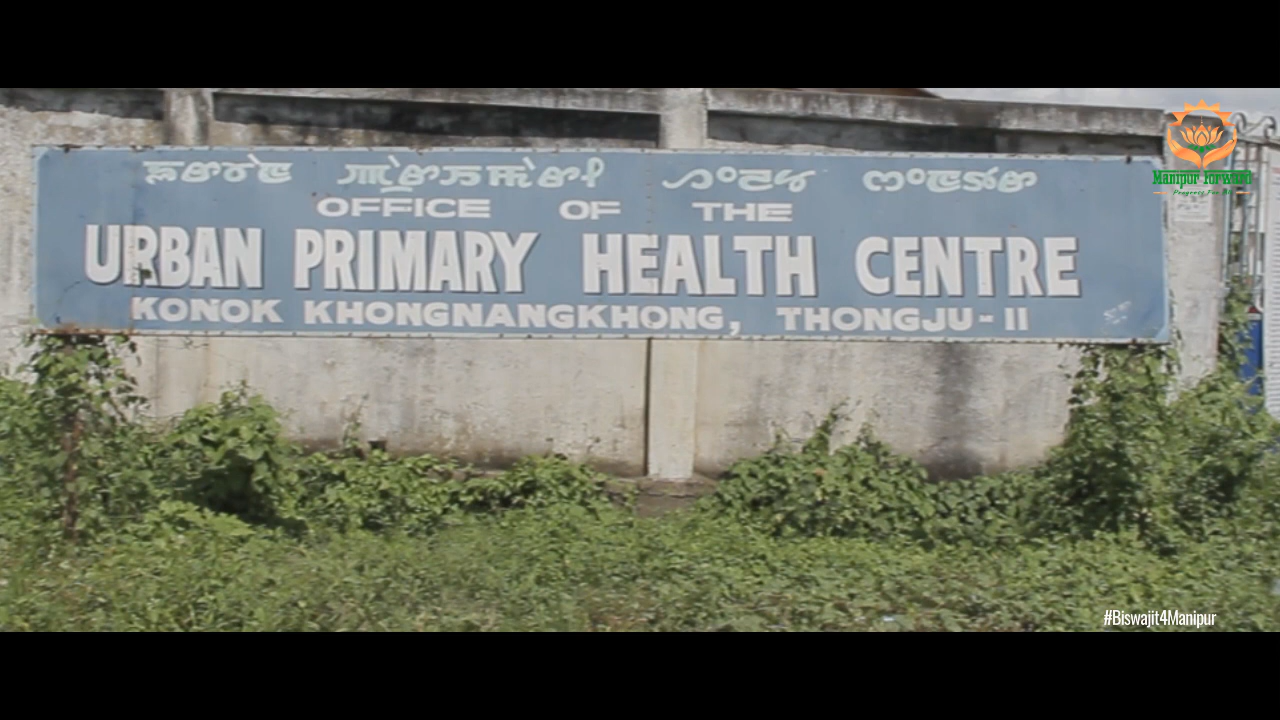 OFFICE OF THE
URBAN PRIMARY HEALTH CENTRE
KONOK KHONGNANGKHONG, THONGJU-II
Manipur forward
#Biswajit4Manipur